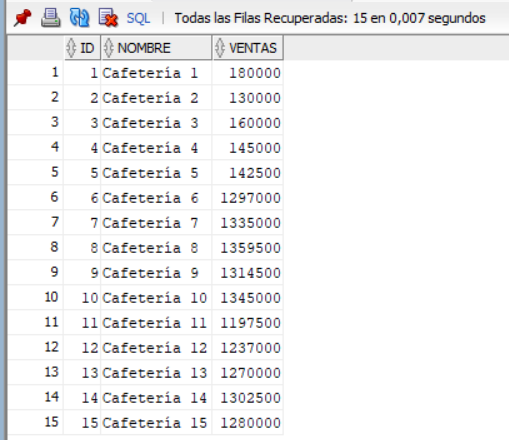 SQL | Todas las Filas Recuperadas: 15 en 0,007 segundos
ID NOMBRE VENTAS
1 1 Cafetería 1 180000
2 2 Cafetería 2 130000
3 3 Cafetería 3 160000
4 4 Cafetería 4 145000
5 5 Cafetería 5 142500
6 6 Cafetería 6 1297000
7 7 Cafetería 7 1335000
8 8 Cafetería 8 1359500
9 9 Cafetería 9 1314500
10 10 Cafetería 10 1345000
11 11 Cafetería 11 1197500
12 12 Cafetería 12 1237000
13 13 Cafetería 13 1270000
14 14 Cafetería 14 1302500
15 15 Cafetería 15 1280000